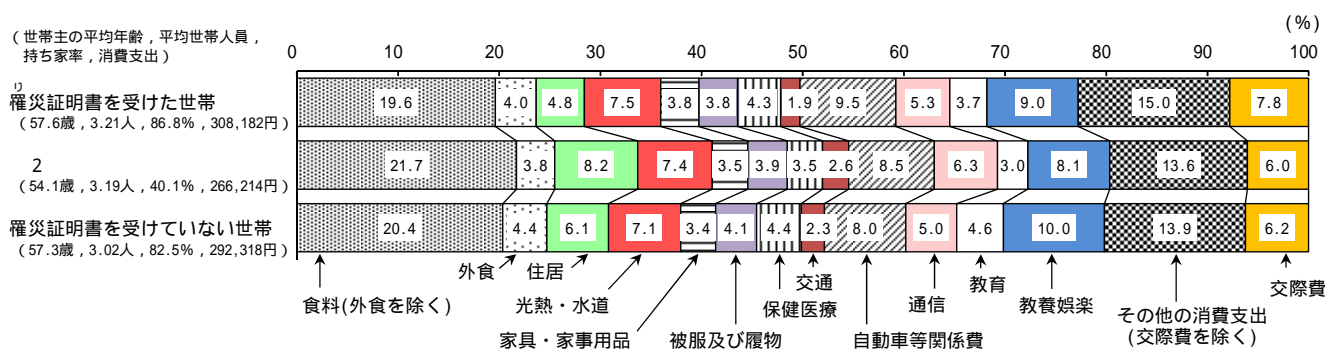 (%)
(世帯主の平均年齢，平均世帯人員，
持ち家率，消費支出)
0 10 20 30 40 50 60 70 80 90 100
り
罹災証明書を受けた世帯
(57.6歳，3.21人，86.8%，308,182円)
19.6 4.0 4.8 7.5 3.8 3.8 4.3 1.9 9.5 5.3 3.7 9.0 15.0 7.8
2
(54.1歳，3.19人，40.1%，266,214円)
21.7 3.8 8.2 7.4 3.5 3.9 3.5 2.6 8.5 6.3 3.0 8.1 13.6 6.0
罹災証明書を受けていない世帯
(57.3歳，3.02人，82.5%，292,318円)
20.4 4.4 6.1 7.1 3.4 4.1 4.4 2.3 8.0 5.0 4.6 10.0 13.9 6.2
食料(外食を除く)
外食
住居
光熱・水道
家具・家事用品
被服及び履物
保健医療
交通
自動車等関係費
通信
教育
教養娯楽
その他の消費支出
(交際費を除く)
交際費